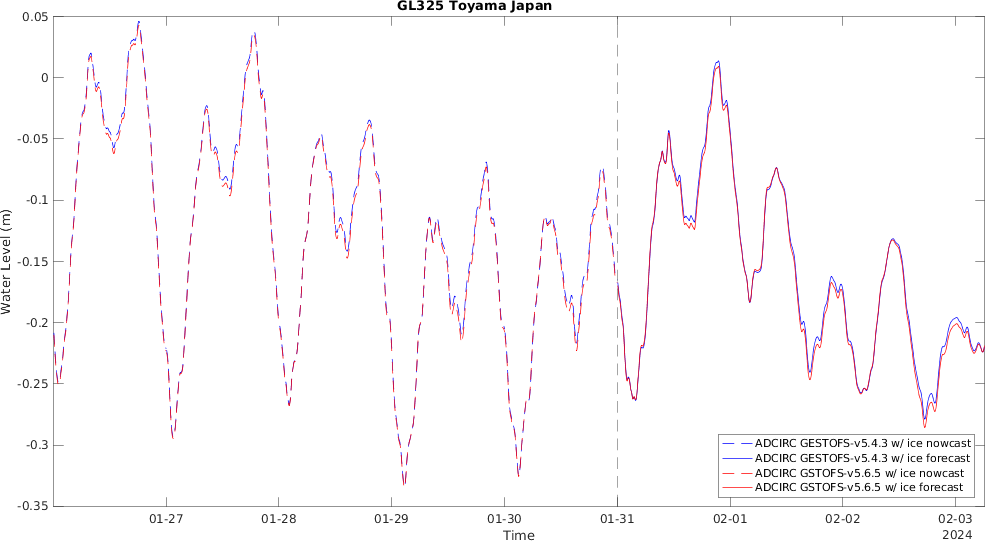 GL325 Toyama Japan
0.05
0
-0.05
-0.1
-0.15
-0.2
-0.25
-0.3
-0.35
Water Level (m)
ADCIRC GESTOFS-v5.4.3 w/ ice nowcast
ADCIRC GESTOFS-v5.4.3 w/ ice forecast
ADCIRC GSTOFS-v5.6.5 w/ ice nowcast
ADCIRC GSTOFS-v5.6.5 w/ ice forecast
01-27
01-28
01-29
01-30
01-31
02-01
02-02
02-03
Time
2024